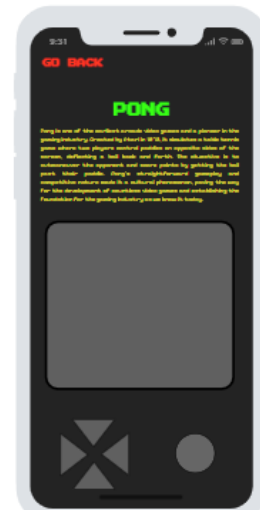 9:31
GO BACK
PONG
Pong is one of the earliest arcade video games and a pioneer in the
gaming industry. Created by Atari in 1972, it simulates a table tennis
game where two players control paddles on opposite sides of the
screen, deflecting a ball back and forth. The objective is to
outmaneuver the opponent and score points by getting the ball
past their paddle. Pong's straightforward gameplay and
competitive nature made it a cultural phenomenon, paving the way
for the development of countless video games and establishing the
foundation for the gaming industry as we know it today.